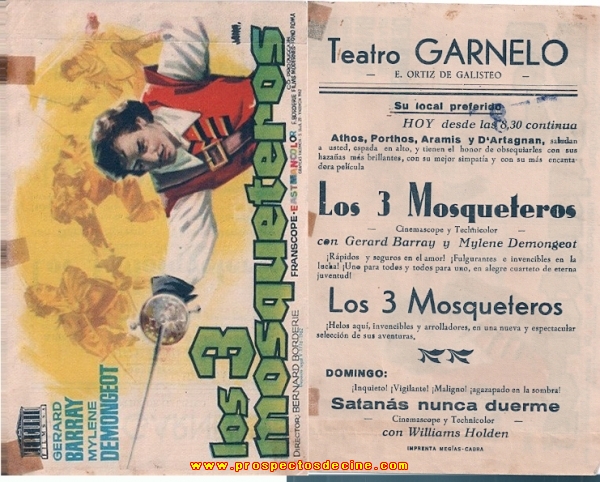 los 3
mosqueteros
GERARD
BARRAY
MYLENE
DEMONGEOT
DIRECTOR: BERNARD BORDERIE
FRANSCOPE-EASTMANCOLOR
Teatro GARNELO
— E. ORTIZ DE GALISTEO —
Su local preferido
HOY desde las 8,30 continua
Athos, Porthos, Aramis y D'Artagnan, saludan
a usted, espada en alto, y tienen el honor de obsequiarles con sus
hazañas más brillantes, con su mejor simpatía y con su más encanta-
dora película
Los 3 Mosqueteros
Cinemascope y Technicolor
con Gerard Barray y Mylene Demongeot
¡Rápidos y seguros en el amor! ¡Fulgurantes e invencibles en la
lucha! ¡Uno para todos y todos para uno, en alegre cuarteto de eterna
juventud!
Los 3 Mosqueteros
¡Helos aquí, invencibles y arrolladores, en una nueva y espectacular
selección de sus aventuras.
DOMINGO:
¡Inquieto! ¡Vigilante! ¡Maligno! ¡agazapado en la sombra!
Satanás nunca duerme
Cinemascope y Technicolor
con Williams Holden
IMPRENTA MEGÍAS-CABRA
www.prospectosdecine.com